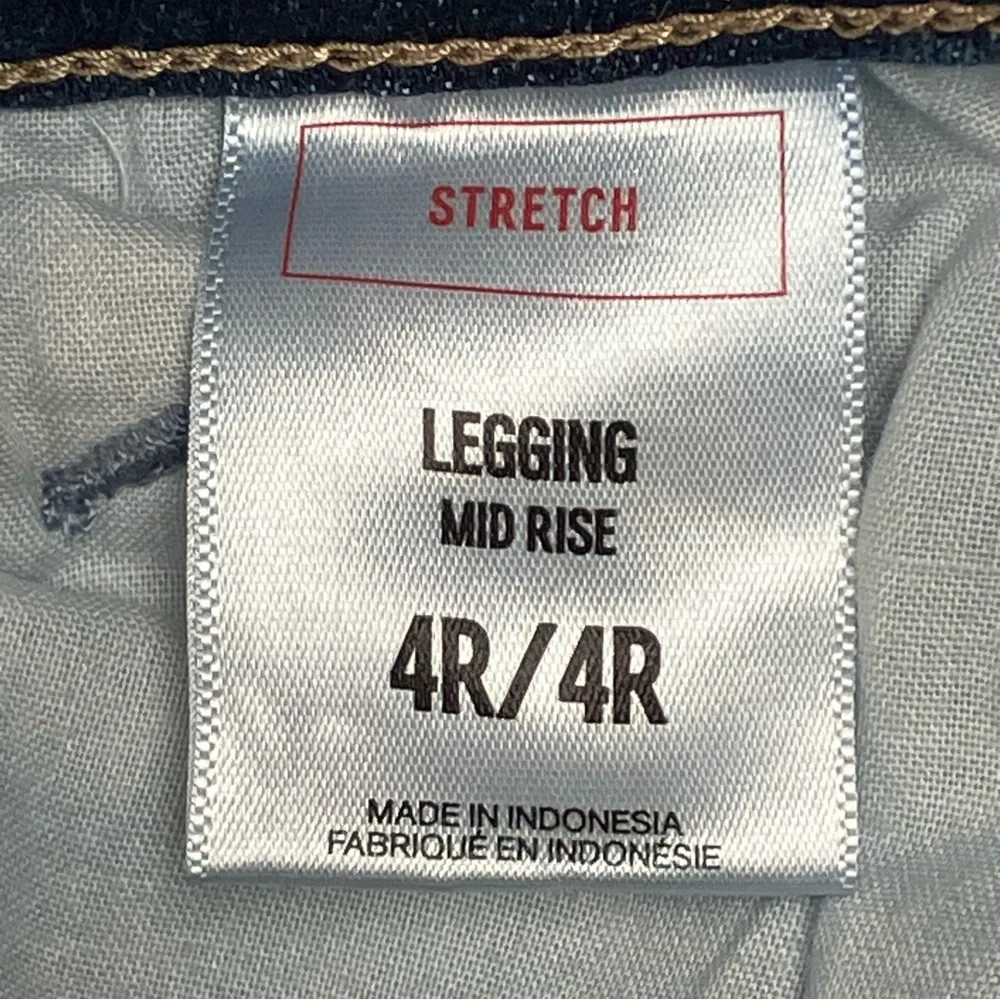 STRETCH
LEGGING
MID RISE
4R/4R
MADE IN INDONESIA
FABRIQUÉ EN INDONÉSIE